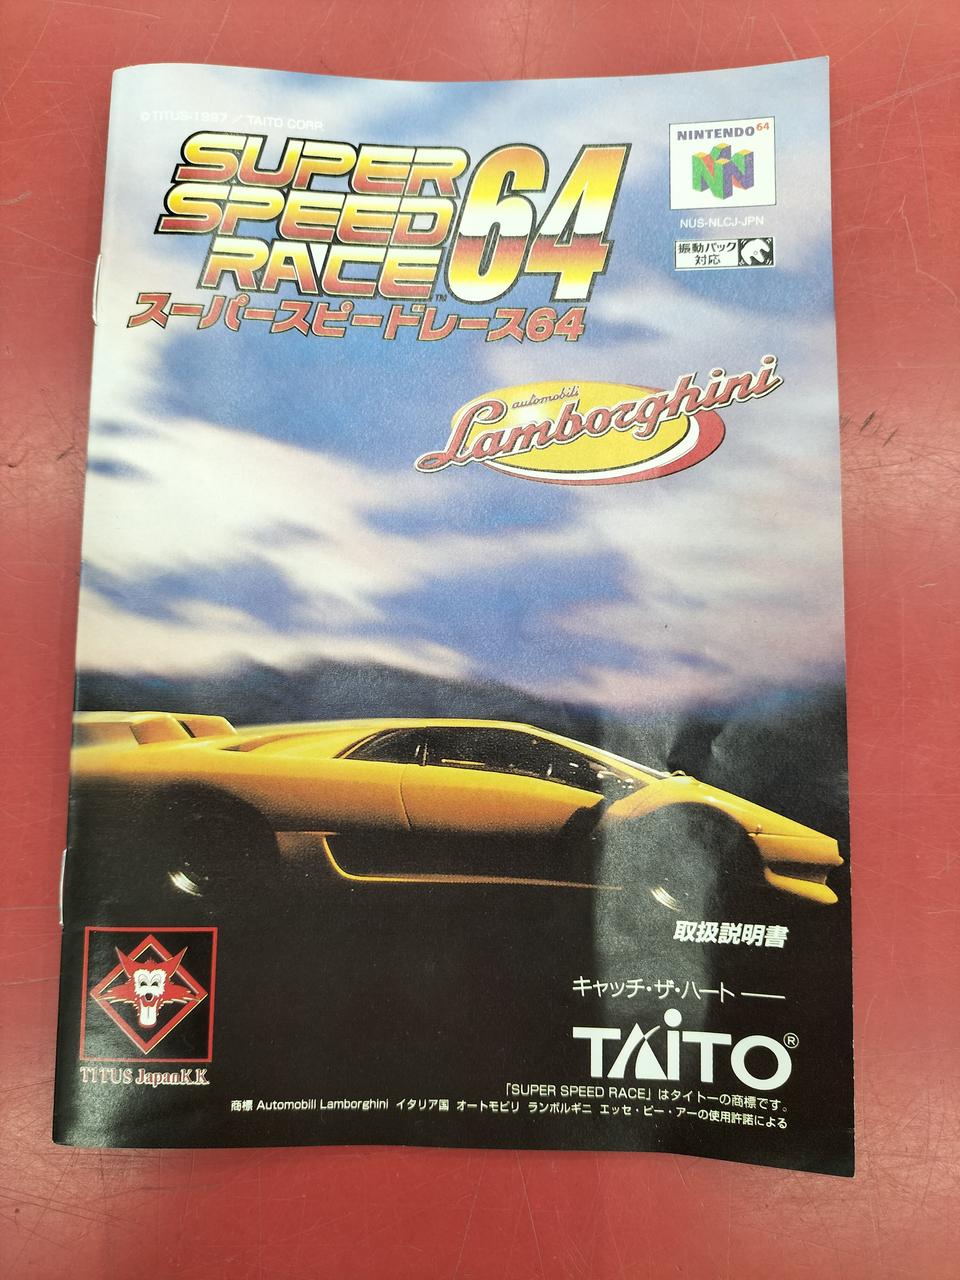 ©TITUS-1997 / TAITO CORP.
SUPER
SPEED
RACE 64
TM
スーパースピードレース64
NINTENDO 64
NUS-NLCJ-JPN
振動パック
対応
automobili
Lamborghini
取扱説明書
キャッチ・ザ・ハート
TAiTO ®
TITUS JapanK.K.
「SUPER SPEED RACE」はタイトーの商標です。
商標 Automobili Lamborghini イタリア国 オートモビリ ランボルギニ エッセ・ピー・アーの使用許諾による